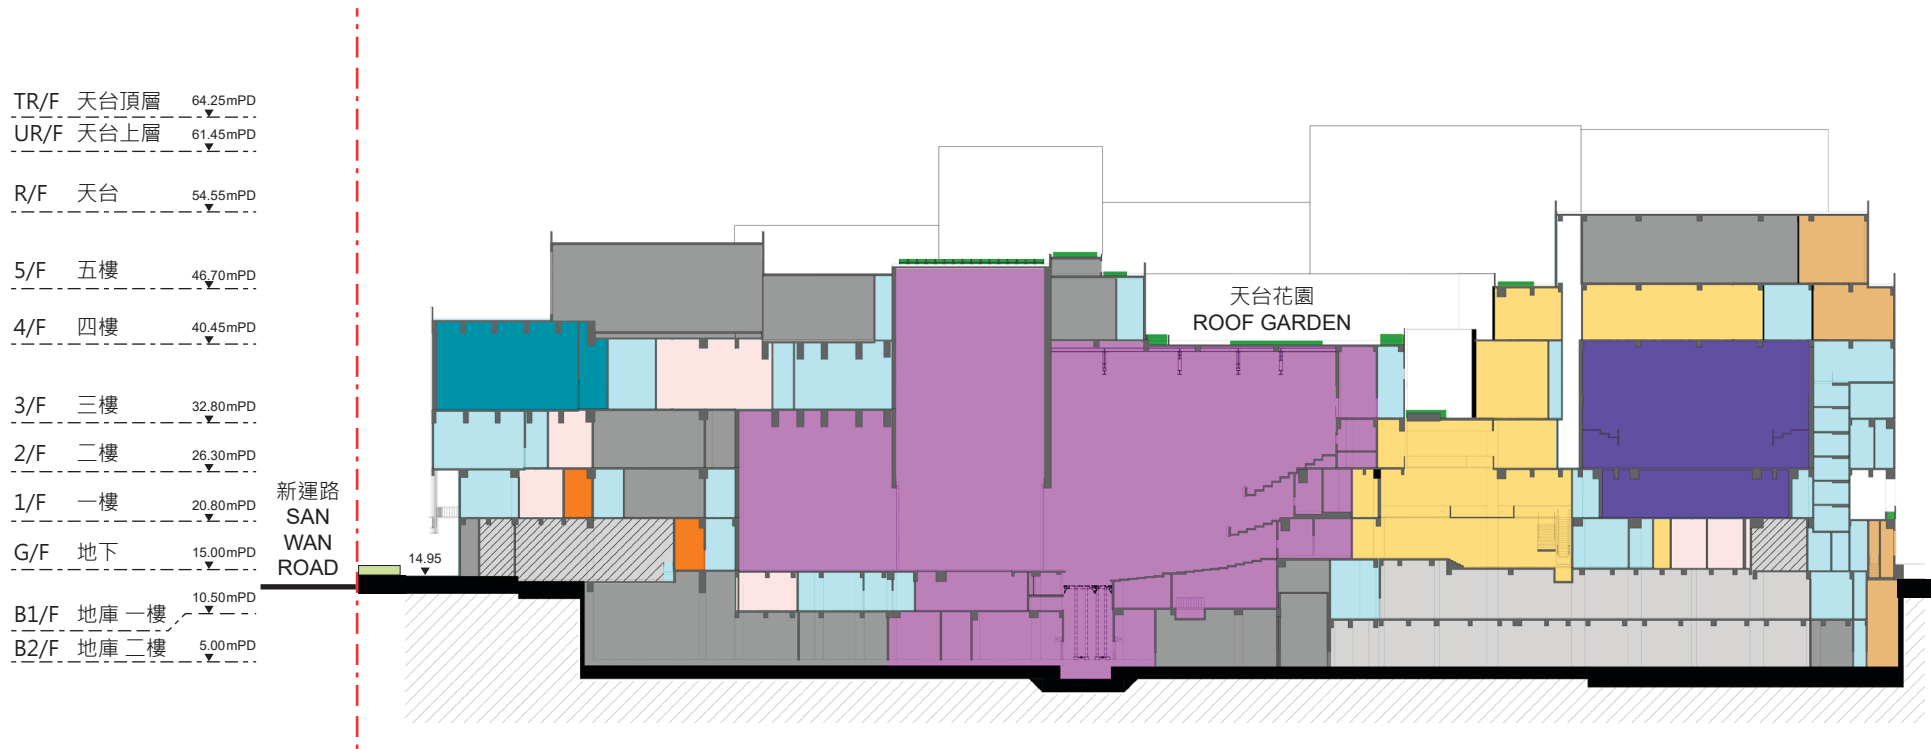 TR/F 天台頂層 64.25mPD
UR/F 天台上層 61.45mPD
R/F 天台 54.55mPD
5/F 五樓 46.70mPD
4/F 四樓 40.45mPD
3/F 三樓 32.80mPD
2/F 二樓 26.30mPD
1/F 一樓 20.80mPD
G/F 地下 15.00mPD
B1/F 地庫 一樓 10.50mPD
B2/F 地庫 二樓 5.00mPD
新運路
SAN
WAN
ROAD
14.95
天台花園
ROOF GARDEN